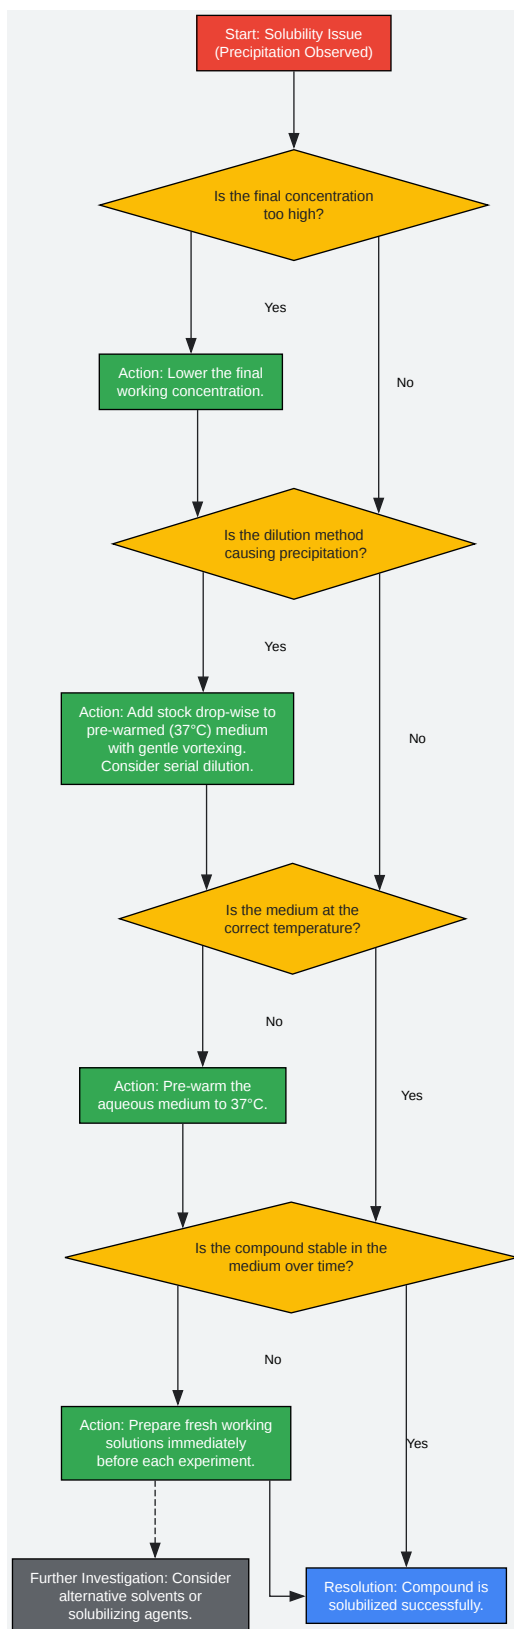 Start: Solubility Issue
(Precipitation Observed)
Is the final concentration
too high?
Yes
No
Action: Lower the final
working concentration.
Is the dilution method
causing precipitation?
Yes
No
Action: Add stock drop-wise to
pre-warmed (37°C) medium
with gentle vortexing.
Consider serial dilution.
Is the medium at the
correct temperature?
No
Yes
Action: Pre-warm the
aqueous medium to 37°C.
Is the compound stable in the
medium over time?
No
Yes
Action: Prepare fresh working
solutions immediately
before each experiment.
Further Investigation: Consider
alternative solvents or
solubilizing agents.
Resolution: Compound is
solubilized successfully.